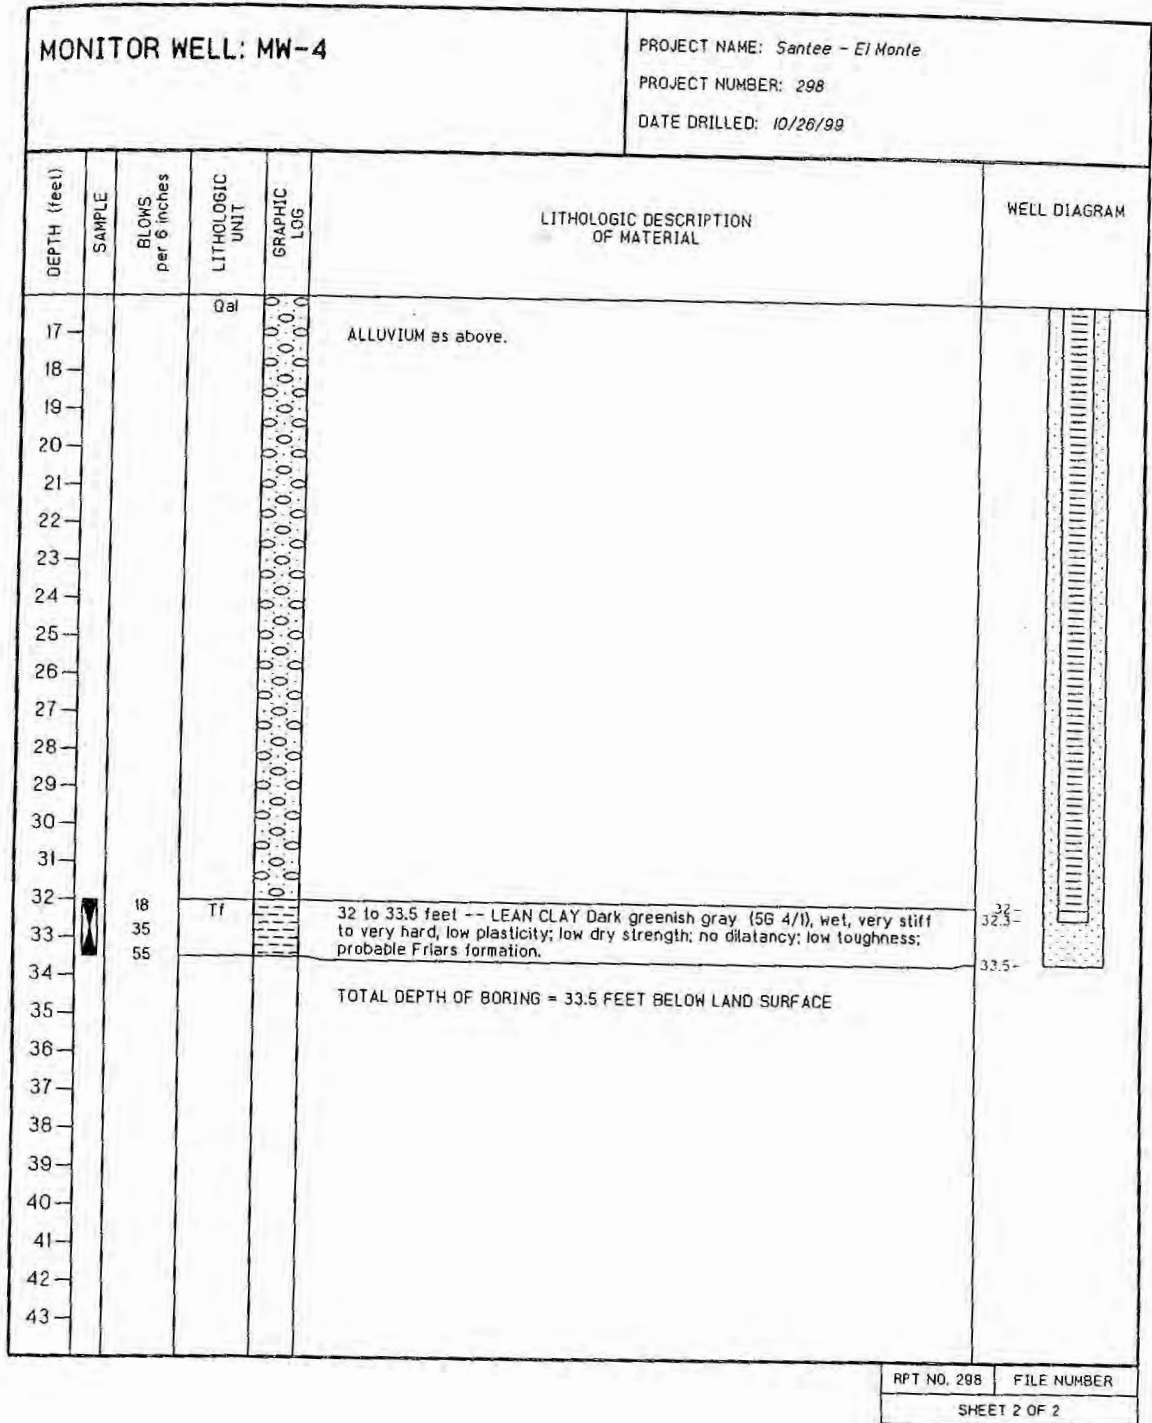 MONITOR WELL: MW-4
PROJECT NAME: Santee - El Monte
PROJECT NUMBER: 298
DATE DRILLED: 10/26/99
DEPTH (feet)
SAMPLE
BLOWS
per 6 inches
LITHOLOGIC
UNIT
GRAPHIC
LOG
LITHOLOGIC DESCRIPTION
OF MATERIAL
WELL DIAGRAM
Qal
17
ALLUVIUM as above.
18
19
20
21
22
23
24
25
26
27
28
29
30
31
32
33
34
35
36
37
38
39
40
41
42
43
18
35
55
Tf
32 to 33.5 feet -- LEAN CLAY Dark greenish gray (5G 4/1), wet, very stiff
to very hard, low plasticity; low dry strength; no dilatancy; low toughness;
probable Friars formation.
32-
32.5-
33.5-
TOTAL DEPTH OF BORING = 33.5 FEET BELOW LAND SURFACE
RPT NO. 298
FILE NUMBER
SHEET 2 OF 2